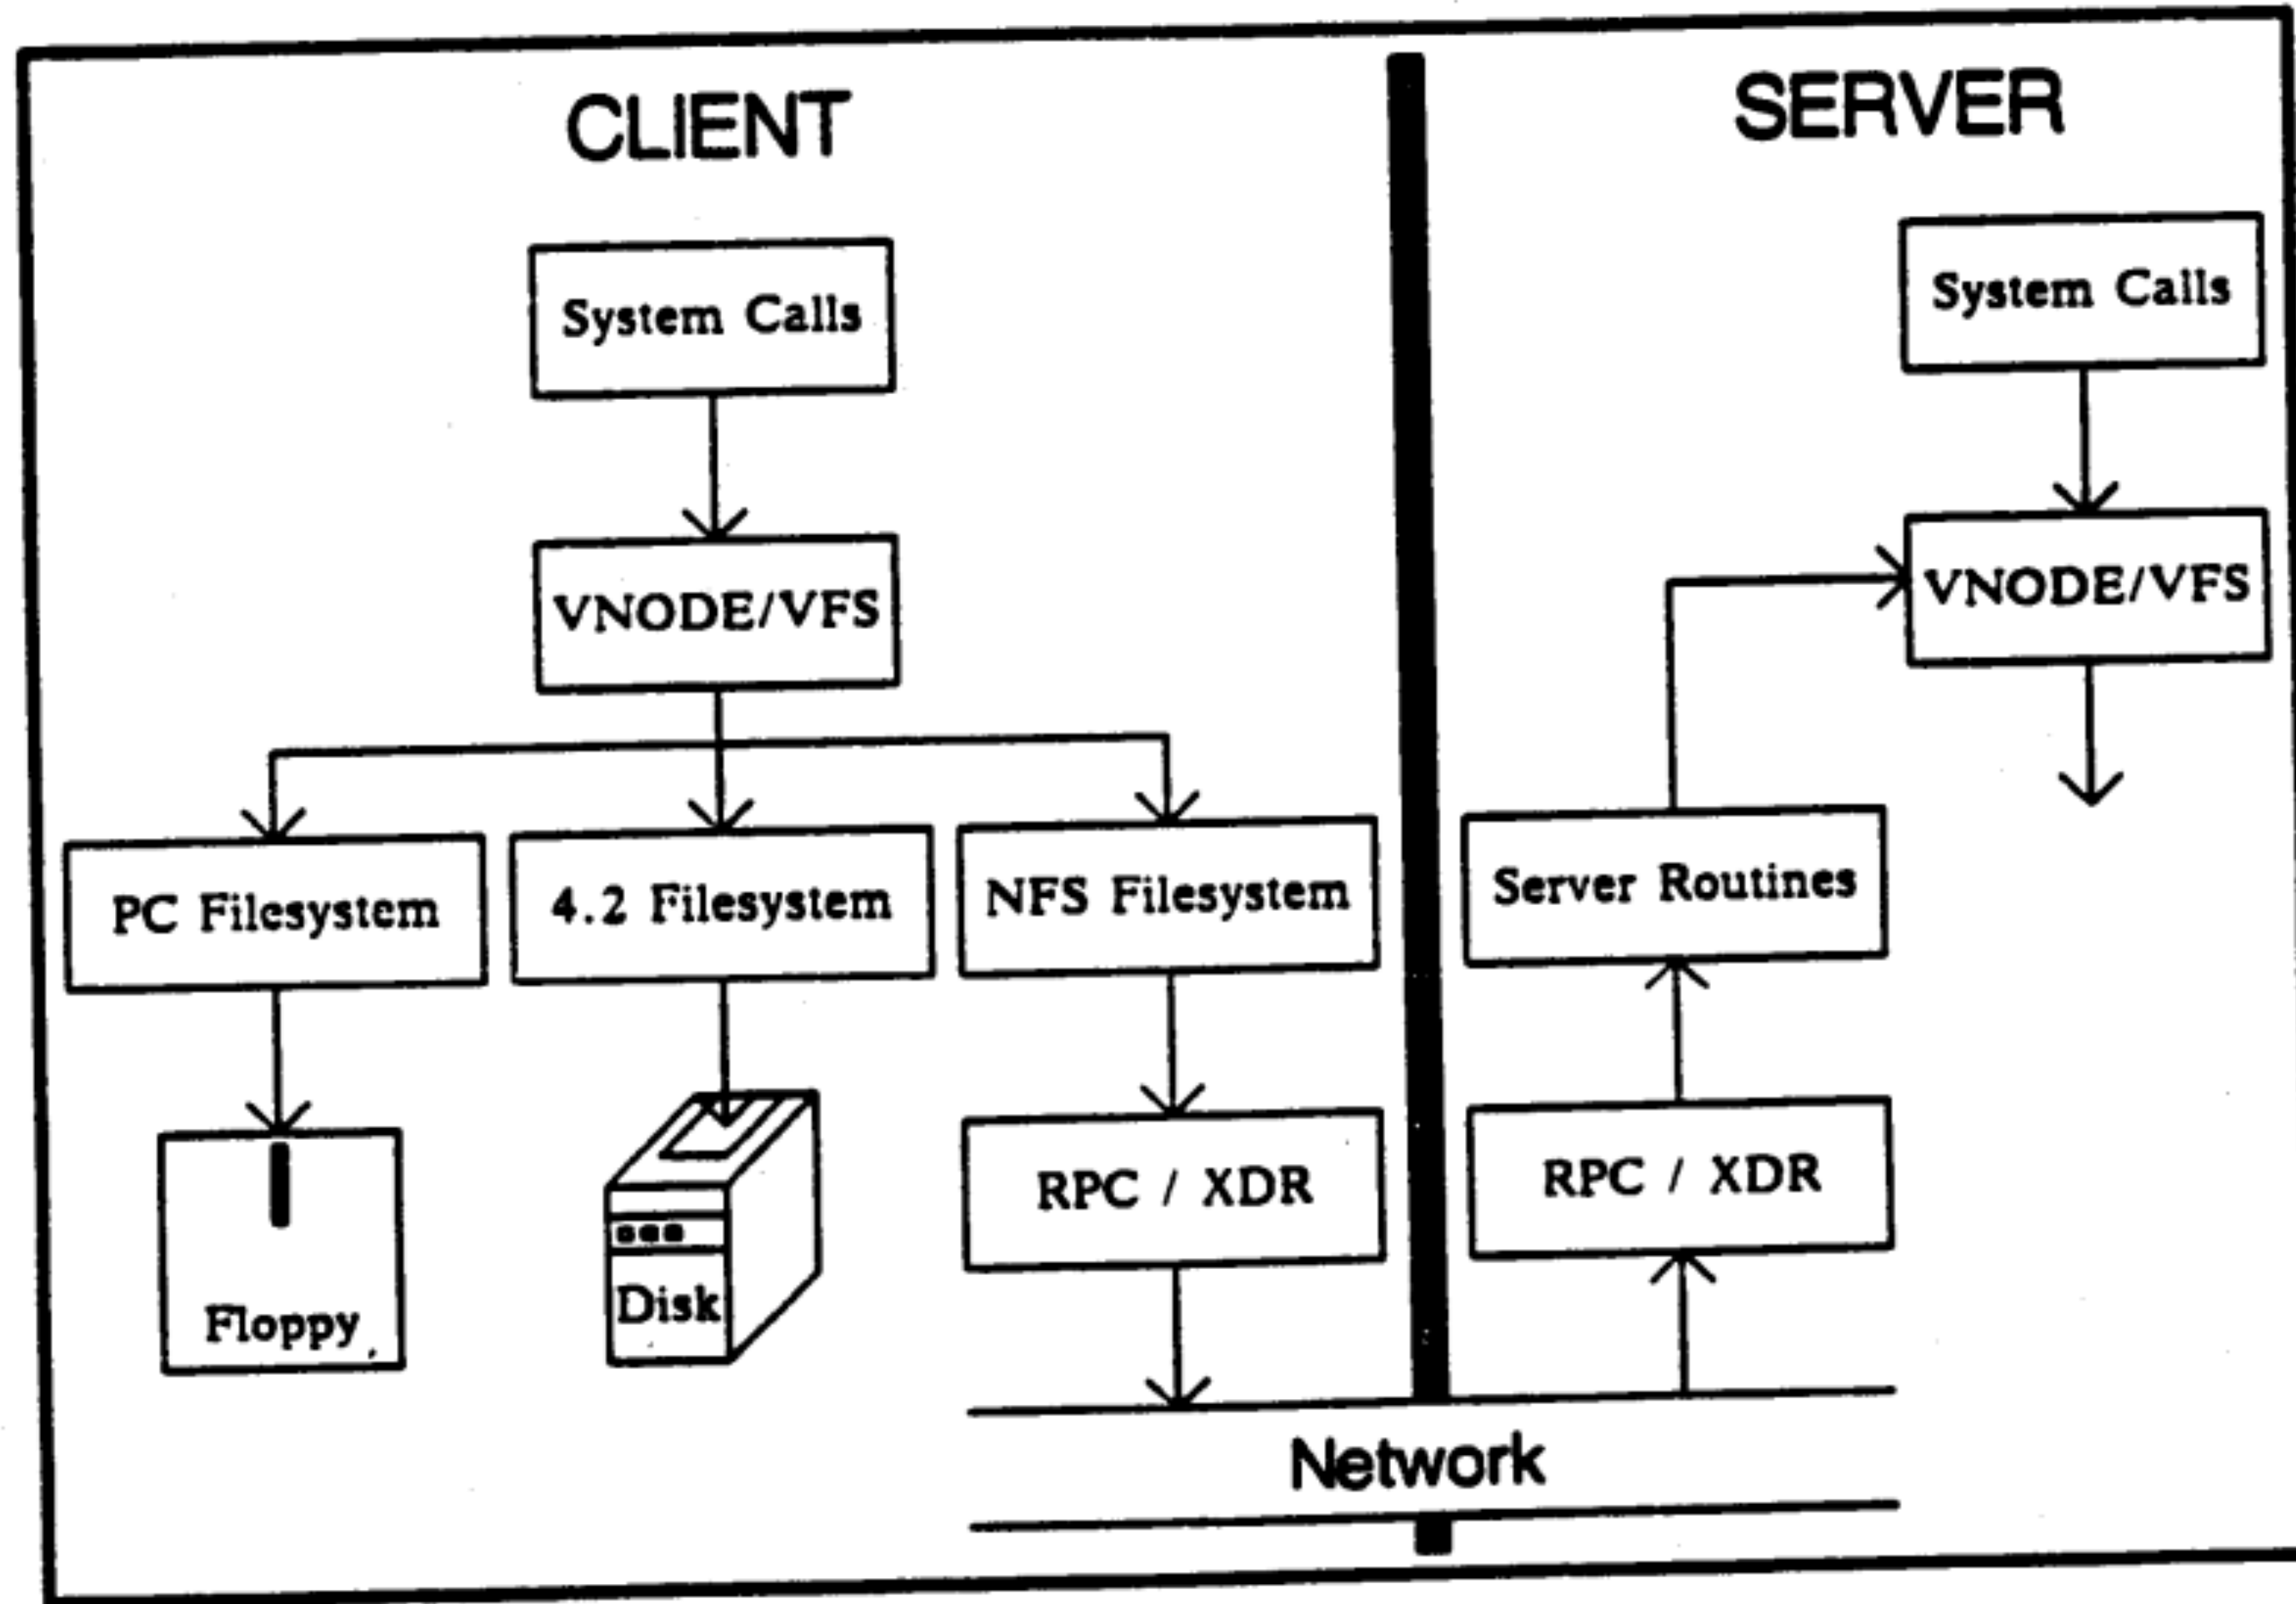 CLIENT
SERVER
System Calls
System Calls
VNODE/VFS
VNODE/VFS
PC Filesystem
4.2 Filesystem
NFS Filesystem
Server Routines
RPC / XDR
RPC / XDR
Floppy
Disk
Network